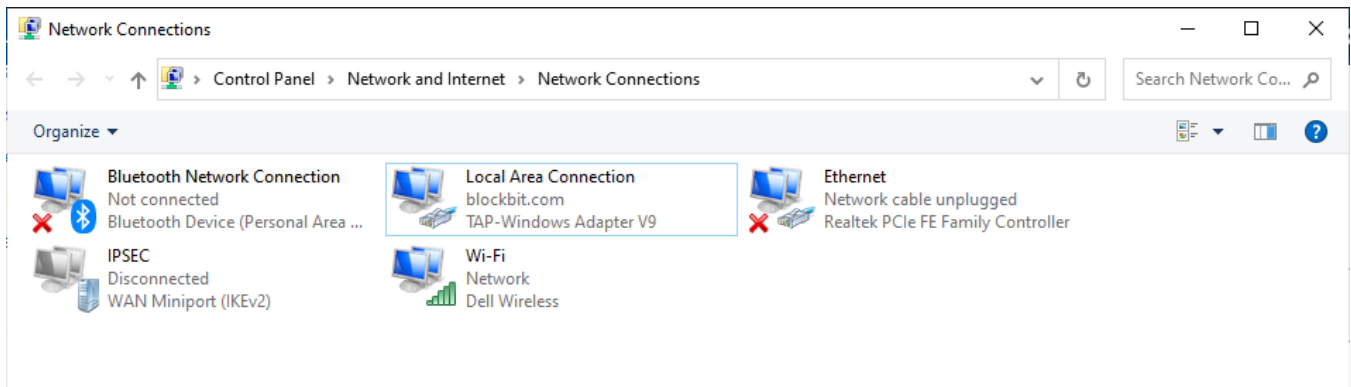 Network Connections
Control Panel > Network and Internet > Network Connections
Search Network Co...
Organize
Bluetooth Network Connection
Not connected
Bluetooth Device (Personal Area ...
Local Area Connection
blockbit.com
TAP-Windows Adapter V9
Ethernet
Network cable unplugged
Realtek PCIe FE Family Controller
IPSEC
Disconnected
WAN Miniport (IKEv2)
Wi-Fi
Network
Dell Wireless